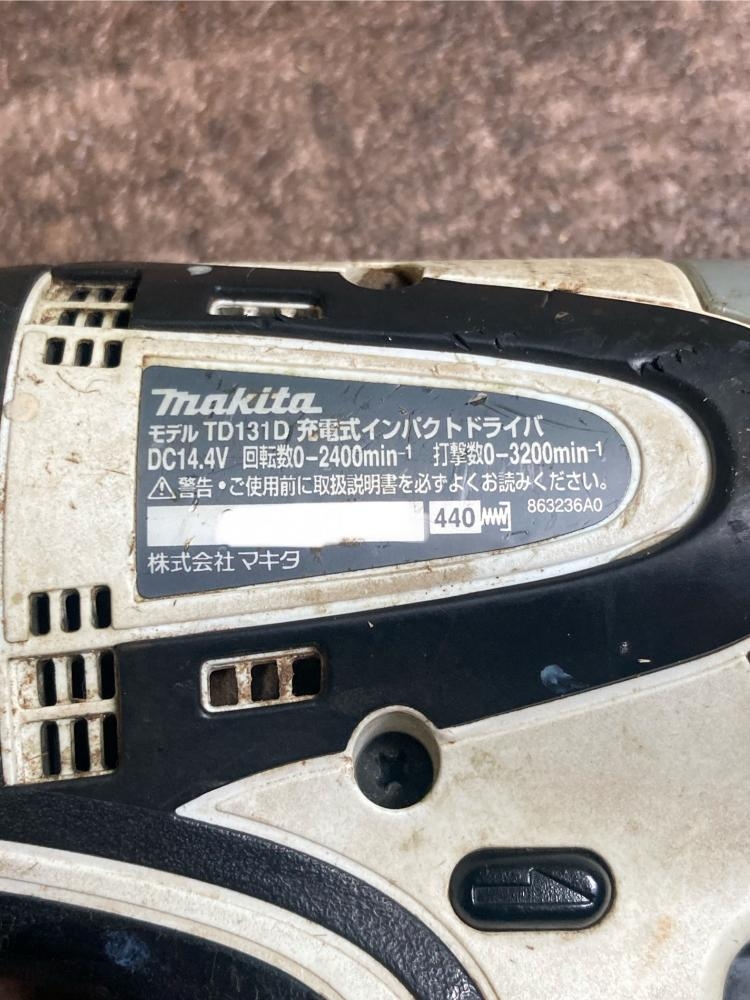 makita
モデル TD131D 充電式インパクトドライバ
DC14.4V 回転数0-2400min⁻¹ 打撃数0-3200min⁻¹
⚠警告・ご使用前に取扱説明書を必ずよくお読みください。
440 863236A0
株式会社 マキタ